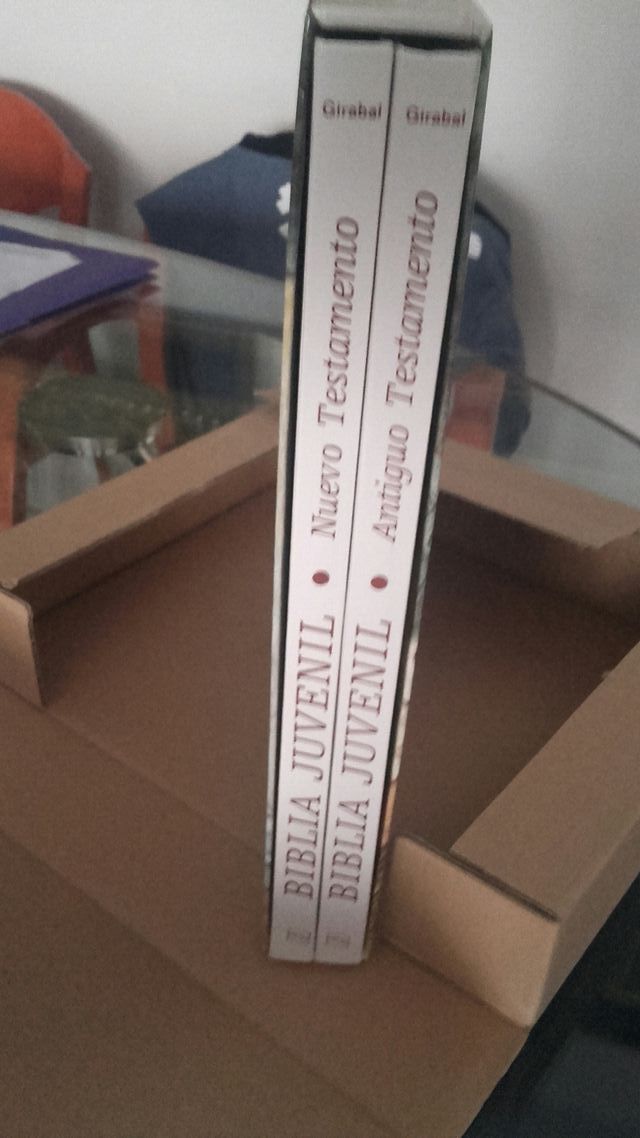 BIBLIA JUVENIL • Nuevo Testamento Girabal
BIBLIA JUVENIL • Antiguo Testamento Girabal